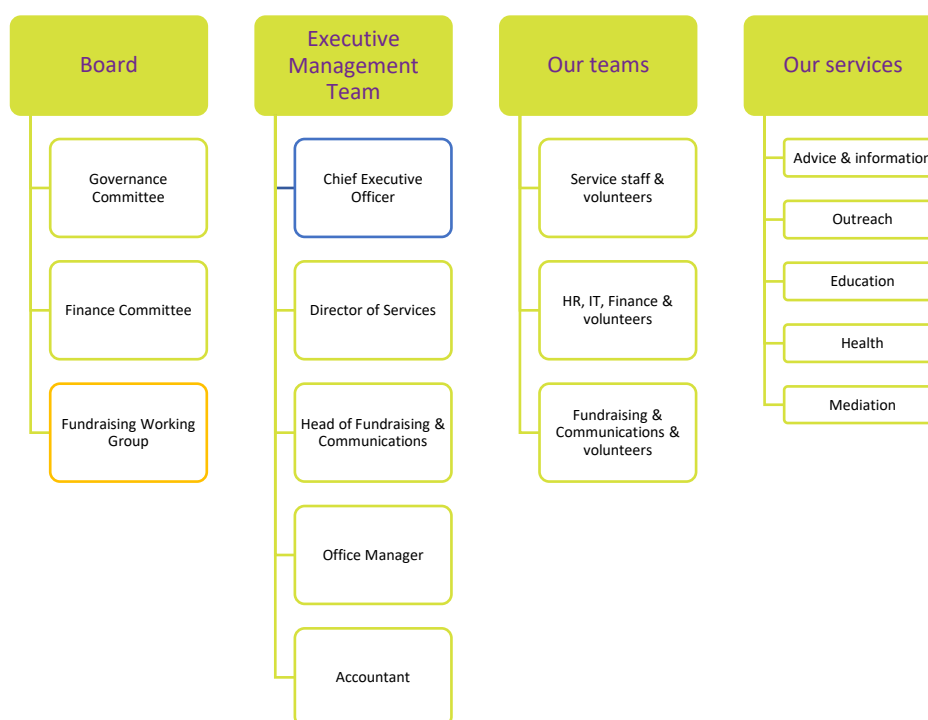 Board
Governance
Committee
Finance Committee
Fundraising Working
Group
Executive
Management
Team
Chief Executive
Officer
Director of Services
Head of Fundraising &
Communications
Office Manager
Accountant
Our teams
Service staff &
volunteers
HR, IT, Finance &
volunteers
Fundraising &
Communications &
volunteers
Our services
Advice & information
Outreach
Education
Health
Mediation